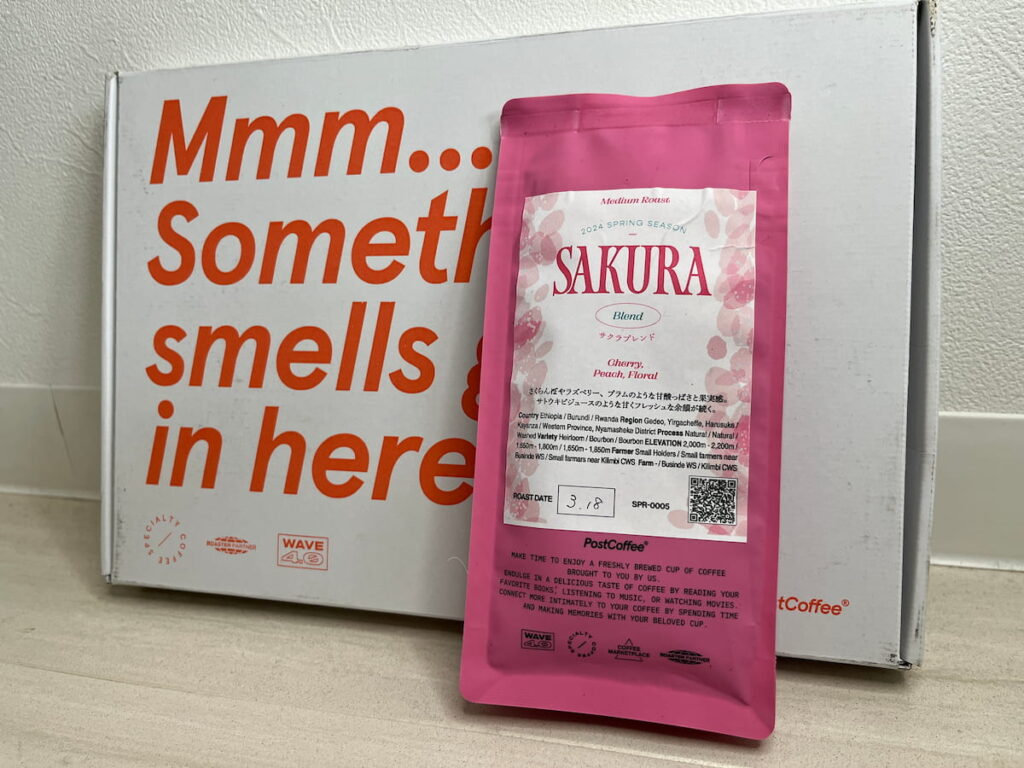 Mmm...
Someth
smells g
in here
SPECIALTY COFFEE
ROASTER PARTNER
WAVE
4.0
stCoffee®
Medium Roast
2024 SPRING SEASON
SAKURA
Blend
サクラブレンド
Cherry,
Peach, Floral
さくらんぼやラズベリー、プラムのような甘酸っぱさと果実感。
サトウキビジュースのような甘くフレッシュな余韻が続く。
Country Ethiopia / Burundi / Rwanda Region Gedeo, Yirgacheffe, Harusuke /
Kayanza / Western Province, Nyamasheke District Process Natural / Natural /
Washed Variety Heirloom / Bourbon / Bourbon ELEVATION 2,000m - 2,200m /
1,650m - 1,800m / 1,650m - 1,850m Farmer Small Holders / Small farmers near
Businde WS / Small farmers near Kilimbi CWS Farm - / Businde WS / Kilimbi CWS
ROAST DATE 3.18 SPR-0005
PostCoffee®
MAKE TIME TO ENJOY A FRESHLY BREWED CUP OF COFFEE
BROUGHT TO YOU BY US.
ENDULGE IN A DELICIOUS TASTE OF COFFEE BY READING YOUR
FAVORITE BOOKS, LISTENING TO MUSIC, OR WATCHING MOVIES.
CONNECT MORE INTIMATELY TO YOUR COFFEE BY SPENDING TIME
AND MAKING MEMORIES WITH YOUR BELOVED CUP.
WAVE
4.0
SPECIALTY COFFEE
COFFEE
MARKETPLACE
ROASTER PARTNER